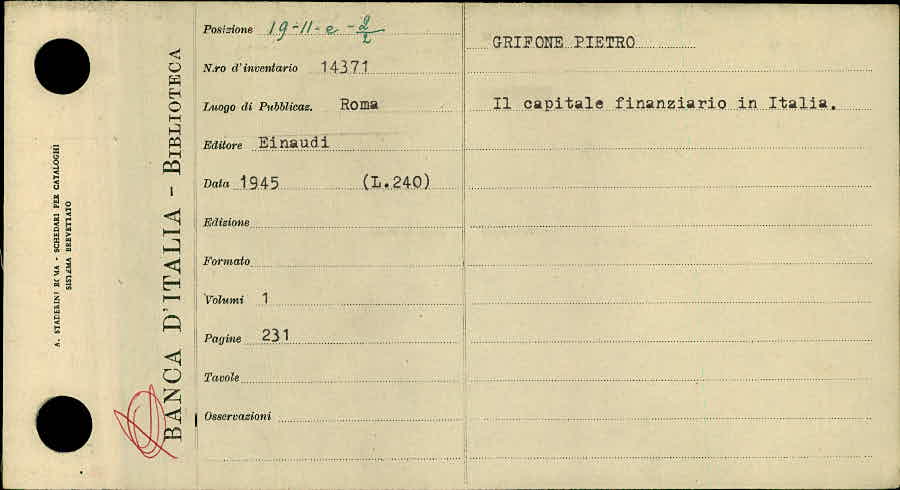 A. STADERINI ROMA - SCHEDARI PER CATALOGHI
SISTEMA BREVETTATO
BANCA D'ITALIA - BIBLIOTECA
Posizione 19-11-e-2/2
N.ro d'inventario 14371
Luogo di Pubblicaz. Roma
Editore Einaudi
Data 1945 (L.240)
Edizione
Formato
Volumi 1
Pagine 231
Tavole
Osservazioni
GRIFONE PIETRO
Il capitale finanziario in Italia.